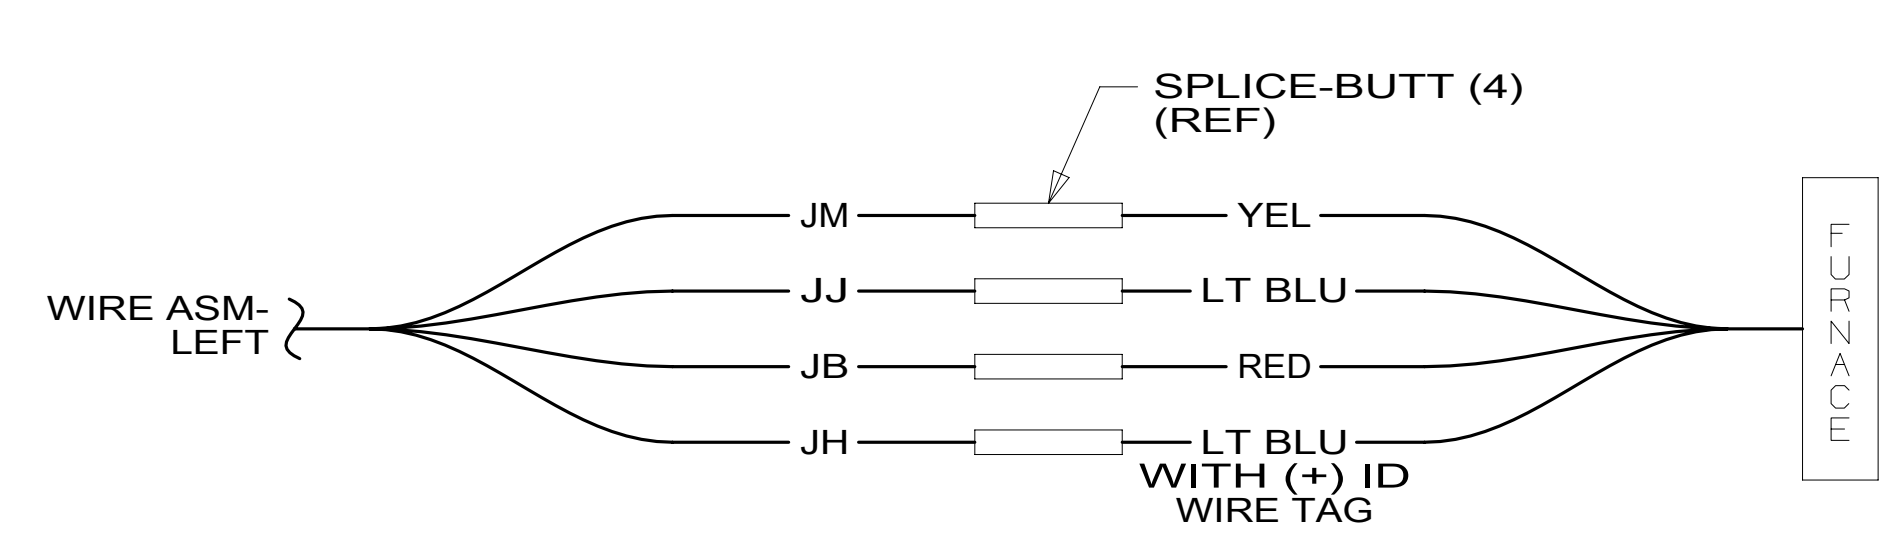 SPLICE-BUTT (4)
(REF)
JM
YEL
JJ
LT BLU
WIRE ASM-
LEFT
JB
RED
JH
LT BLU
WITH (+) ID
WIRE TAG
FURNACE